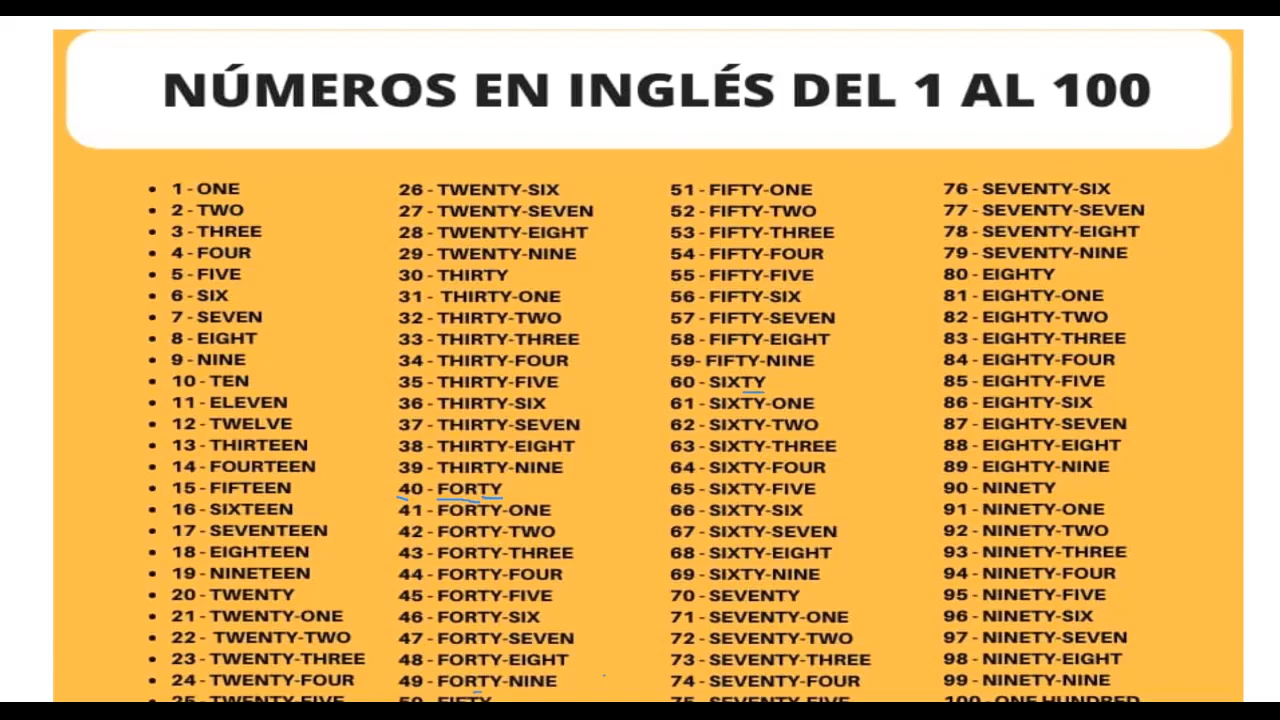 NÚMEROS EN INGLÉS DEL 1 AL 100
• 1 - ONE
• 2 - TWO
• 3 - THREE
• 4 - FOUR
• 5 - FIVE
• 6 - SIX
• 7 - SEVEN
• 8 - EIGHT
• 9 - NINE
• 10 - TEN
• 11 - ELEVEN
• 12 - TWELVE
• 13 - THIRTEEN
• 14 - FOURTEEN
• 15 - FIFTEEN
• 16 - SIXTEEN
• 17 - SEVENTEEN
• 18 - EIGHTEEN
• 19 - NINETEEN
• 20 - TWENTY
• 21 - TWENTY-ONE
• 22 - TWENTY-TWO
• 23 - TWENTY-THREE
• 24 - TWENTY-FOUR
• 25 - TWENTY-FIVE
26 - TWENTY-SIX
27 - TWENTY-SEVEN
28 - TWENTY-EIGHT
29 - TWENTY-NINE
30 - THIRTY
31 - THIRTY-ONE
32 - THIRTY-TWO
33 - THIRTY-THREE
34 - THIRTY-FOUR
35 - THIRTY-FIVE
36 - THIRTY-SIX
37 - THIRTY-SEVEN
38 - THIRTY-EIGHT
39 - THIRTY-NINE
40 - FORTY
41 - FORTY-ONE
42 - FORTY-TWO
43 - FORTY-THREE
44 - FORTY-FOUR
45 - FORTY-FIVE
46 - FORTY-SIX
47 - FORTY-SEVEN
48 - FORTY-EIGHT
49 - FORTY-NINE
50 - FIFTY
51 - FIFTY-ONE
52 - FIFTY-TWO
53 - FIFTY-THREE
54 - FIFTY-FOUR
55 - FIFTY-FIVE
56 - FIFTY-SIX
57 - FIFTY-SEVEN
58 - FIFTY-EIGHT
59- FIFTY-NINE
60 - SIXTY
61 - SIXTY-ONE
62 - SIXTY-TWO
63 - SIXTY-THREE
64 - SIXTY-FOUR
65 - SIXTY-FIVE
66 - SIXTY-SIX
67 - SIXTY-SEVEN
68 - SIXTY-EIGHT
69 - SIXTY-NINE
70 - SEVENTY
71 - SEVENTY-ONE
72 - SEVENTY-TWO
73 - SEVENTY-THREE
74 - SEVENTY-FOUR
75 - SEVENTY-FIVE
76 - SEVENTY-SIX
77 - SEVENTY-SEVEN
78 - SEVENTY-EIGHT
79 - SEVENTY-NINE
80 - EIGHTY
81 - EIGHTY-ONE
82 - EIGHTY-TWO
83 - EIGHTY-THREE
84 - EIGHTY-FOUR
85 - EIGHTY-FIVE
86 - EIGHTY-SIX
87 - EIGHTY-SEVEN
88 - EIGHTY-EIGHT
89 - EIGHTY-NINE
90 - NINETY
91 - NINETY-ONE
92 - NINETY-TWO
93 - NINETY-THREE
94 - NINETY-FOUR
95 - NINETY-FIVE
96 - NINETY-SIX
97 - NINETY-SEVEN
98 - NINETY-EIGHT
99 - NINETY-NINE
100 - ONE HUNDRED